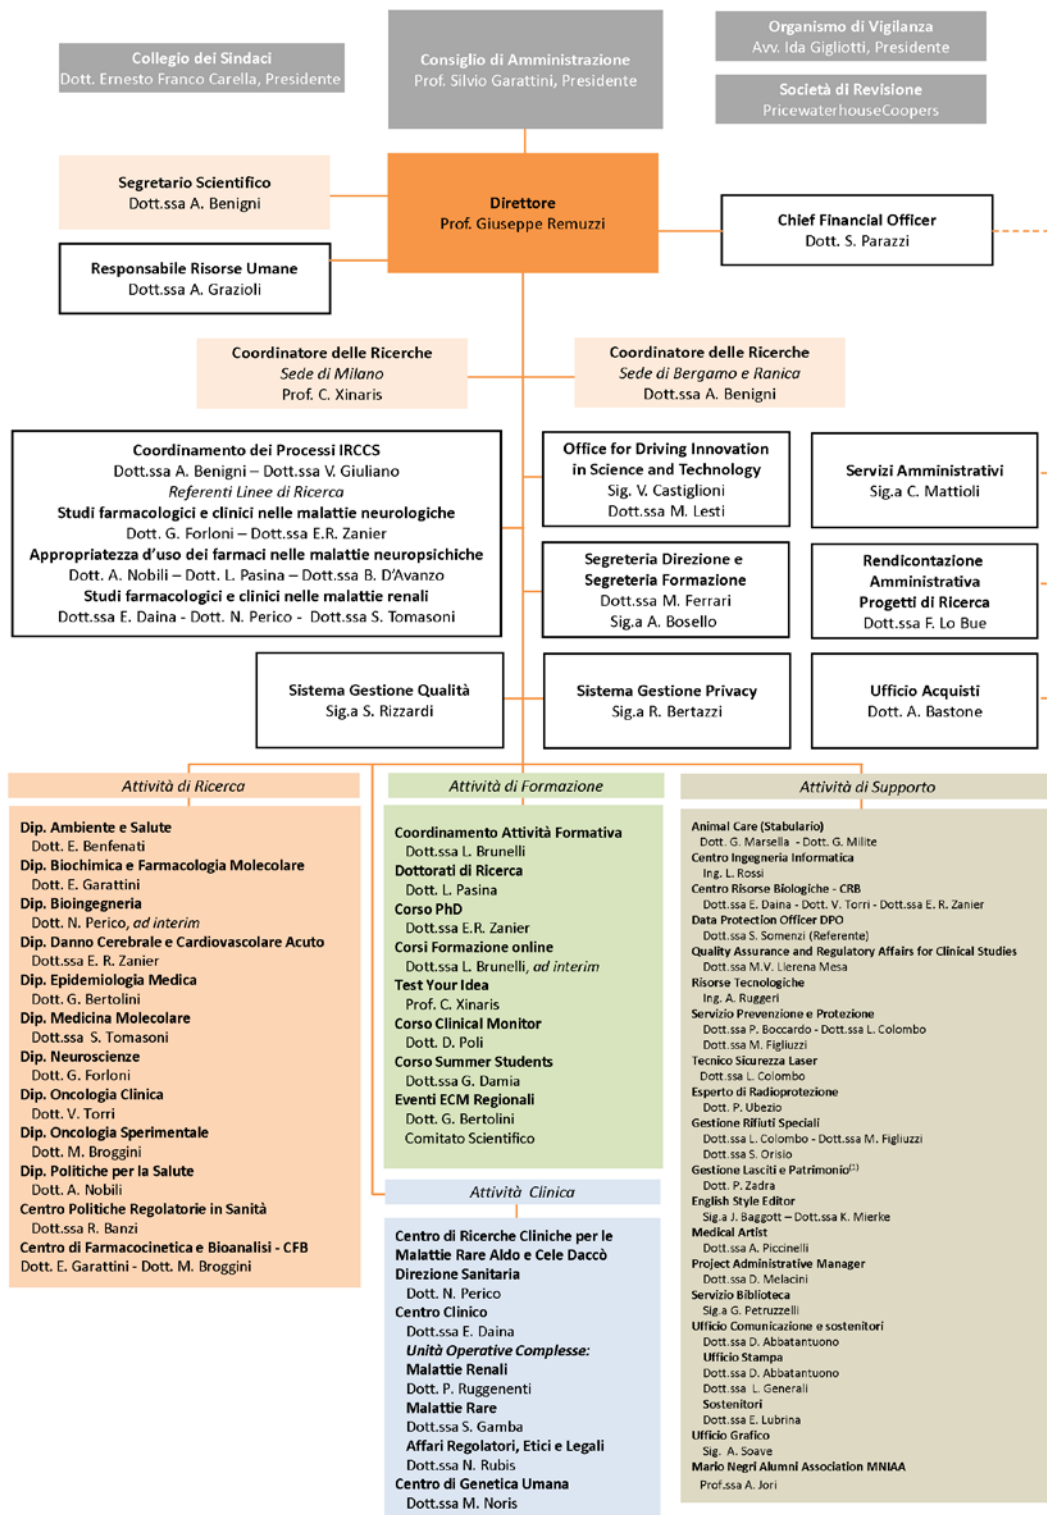 Collegio dei Sindaci
Dott. Ernesto Franco Carella, Presidente
Consiglio di Amministrazione
Prof. Silvio Garattini, Presidente
Organismo di Vigilanza
Avv. Ida Gigliotti, Presidente
Società di Revisione
PricewaterhouseCoopers
Segretario Scientifico
Dott.ssa A. Benigni
Direttore
Prof. Giuseppe Remuzzi
Chief Financial Officer
Dott. S. Parazzi
Responsabile Risorse Umane
Dott.ssa A. Grazioli
Coordinatore delle Ricerche
Sede di Milano
Prof. C. Xinaris
Coordinatore delle Ricerche
Sede di Bergamo e Ranica
Dott.ssa A. Benigni
Coordinamento dei Processi IRCCS
Dott.ssa A. Benigni – Dott.ssa V. Giuliano
Referenti Linee di Ricerca
Studi farmacologici e clinici nelle malattie neurologiche
Dott. G. Forloni – Dott.ssa E.R. Zanier
Appropriatezza d'uso dei farmaci nelle malattie neuropsichiche
Dott. A. Nobili – Dott. L. Pasina – Dott.ssa B. D'Avanzo
Studi farmacologici e clinici nelle malattie renali
Dott.ssa E. Daina - Dott. N. Perico - Dott.ssa S. Tomasoni
Office for Driving Innovation
in Science and Technology
Sig. V. Castiglioni
Dott.ssa M. Lesti
Servizi Amministrativi
Sig.a C. Mattioli
Segreteria Direzione e
Segreteria Formazione
Dott.ssa M. Ferrari
Sig.a A. Bosello
Rendicontazione
Amministrativa
Progetti di Ricerca
Dott.ssa F. Lo Bue
Sistema Gestione Qualità
Sig.a S. Rizzardi
Sistema Gestione Privacy
Sig.a R. Bertazzi
Ufficio Acquisti
Dott. A. Bastone
Attività di Ricerca
Dip. Ambiente e Salute
Dott. E. Benfenati
Dip. Biochimica e Farmacologia Molecolare
Dott. E. Garattini
Dip. Bioingegneria
Dott. N. Perico, ad interim
Dip. Danno Cerebrale e Cardiovascolare Acuto
Dott.ssa E. R. Zanier
Dip. Epidemiologia Medica
Dott. G. Bertolini
Dip. Medicina Molecolare
Dott.ssa S. Tomasoni
Dip. Neuroscienze
Dott. G. Forloni
Dip. Oncologia Clinica
Dott. V. Torri
Dip. Oncologia Sperimentale
Dott. M. Broggini
Dip. Politiche per la Salute
Dott. A. Nobili
Centro Politiche Regolatorie in Sanità
Dott.ssa R. Banzi
Centro di Farmacocinetica e Bioanalisi - CFB
Dott. E. Garattini - Dott. M. Broggini
Attività di Formazione
Coordinamento Attività Formativa
Dott.ssa L. Brunelli
Dottorati di Ricerca
Dott. L. Pasina
Corso PhD
Dott.ssa E.R. Zanier
Corsi Formazione online
Dott.ssa L. Brunelli, ad interim
Test Your Idea
Prof. C. Xinaris
Corso Clinical Monitor
Dott. D. Poli
Corso Summer Students
Dott.ssa G. Damia
Eventi ECM Regionali
Dott. G. Bertolini
Comitato Scientifico
Attività Clinica
Centro di Ricerche Cliniche per le
Malattie Rare Aldo e Cele Daccò
Direzione Sanitaria
Dott. N. Perico
Centro Clinico
Dott.ssa E. Daina
Unità Operative Complesse:
Malattie Renali
Dott. P. Ruggenenti
Malattie Rare
Dott.ssa S. Gamba
Affari Regolatori, Etici e Legali
Dott.ssa N. Rubis
Centro di Genetica Umana
Dott.ssa M. Noris
Attività di Supporto
Animal Care (Stabulario)
Dott. G. Marsella - Dott. G. Milite
Centro Ingegneria Informatica
Ing. L. Rossi
Centro Risorse Biologiche - CRB
Dott.ssa E. Daina - Dott. V. Torri - Dott.ssa E. R. Zanier
Data Protection Officer DPO
Dott.ssa S. Somenzi (Referente)
Quality Assurance and Regulatory Affairs for Clinical Studies
Dott.ssa M.V. Llerena Mesa
Risorse Tecnologiche
Ing. A. Ruggeri
Servizio Prevenzione e Protezione
Dott.ssa P. Boccardo - Dott.ssa L. Colombo
Dott.ssa M. Figliuzzi
Tecnico Sicurezza Laser
Dott.ssa L. Colombo
Esperto di Radioprotezione
Dott. P. Ubezio
Gestione Rifiuti Speciali
Dott.ssa L. Colombo - Dott.ssa M. Figliuzzi
Dott.ssa S. Orisio
Gestione Lasciti e Patrimonio(1)
Dott. P. Zadra
English Style Editor
Sig.a J. Baggott – Dott.ssa K. Mierke
Medical Artist
Dott.ssa A. Piccinelli
Project Administrative Manager
Dott.ssa D. Melacini
Servizio Biblioteca
Sig.a G. Petruzzelli
Ufficio Comunicazione e sostenitori
Dott.ssa D. Abbatantuono
Ufficio Stampa
Dott.ssa D. Abbatantuono
Dott.ssa L. Generali
Sostenitori
Dott.ssa E. Lubrina
Ufficio Grafico
Sig. A. Soave
Mario Negri Alumni Association MNIAA
Prof.ssa A. Jori